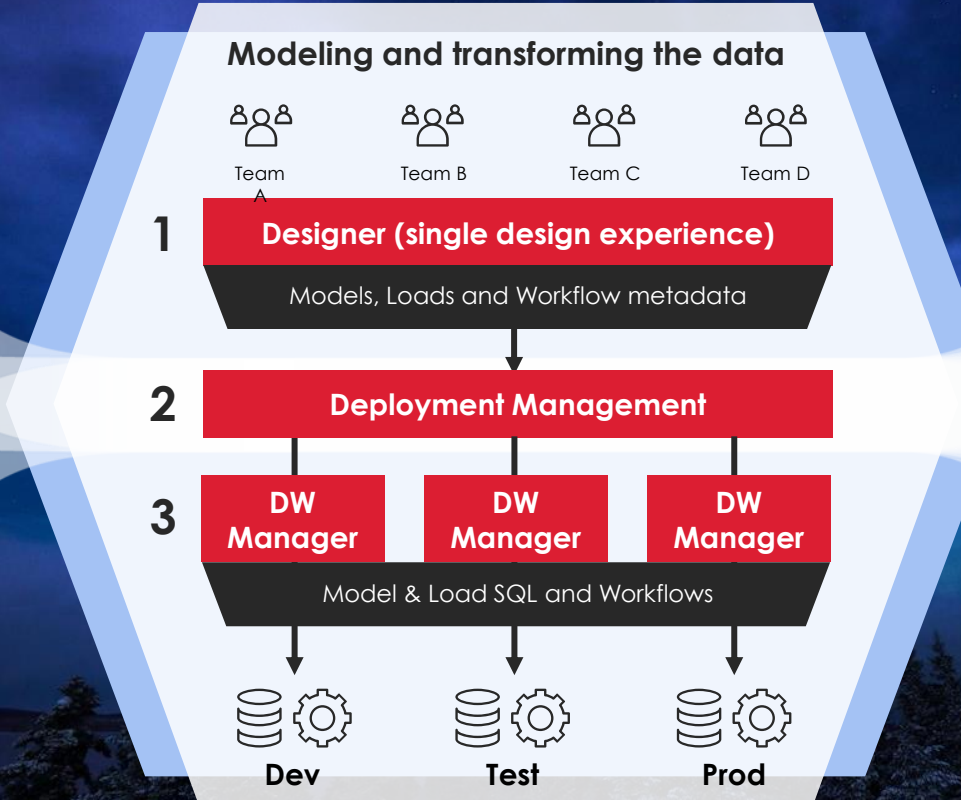 Modeling and transforming the data
Team
A
Team B
Team C
Team D
1
Designer (single design experience)
Models, Loads and Workflow metadata
2
Deployment Management
3
DW
Manager
DW
Manager
DW
Manager
Model & Load SQL and Workflows
Dev
Test
Prod